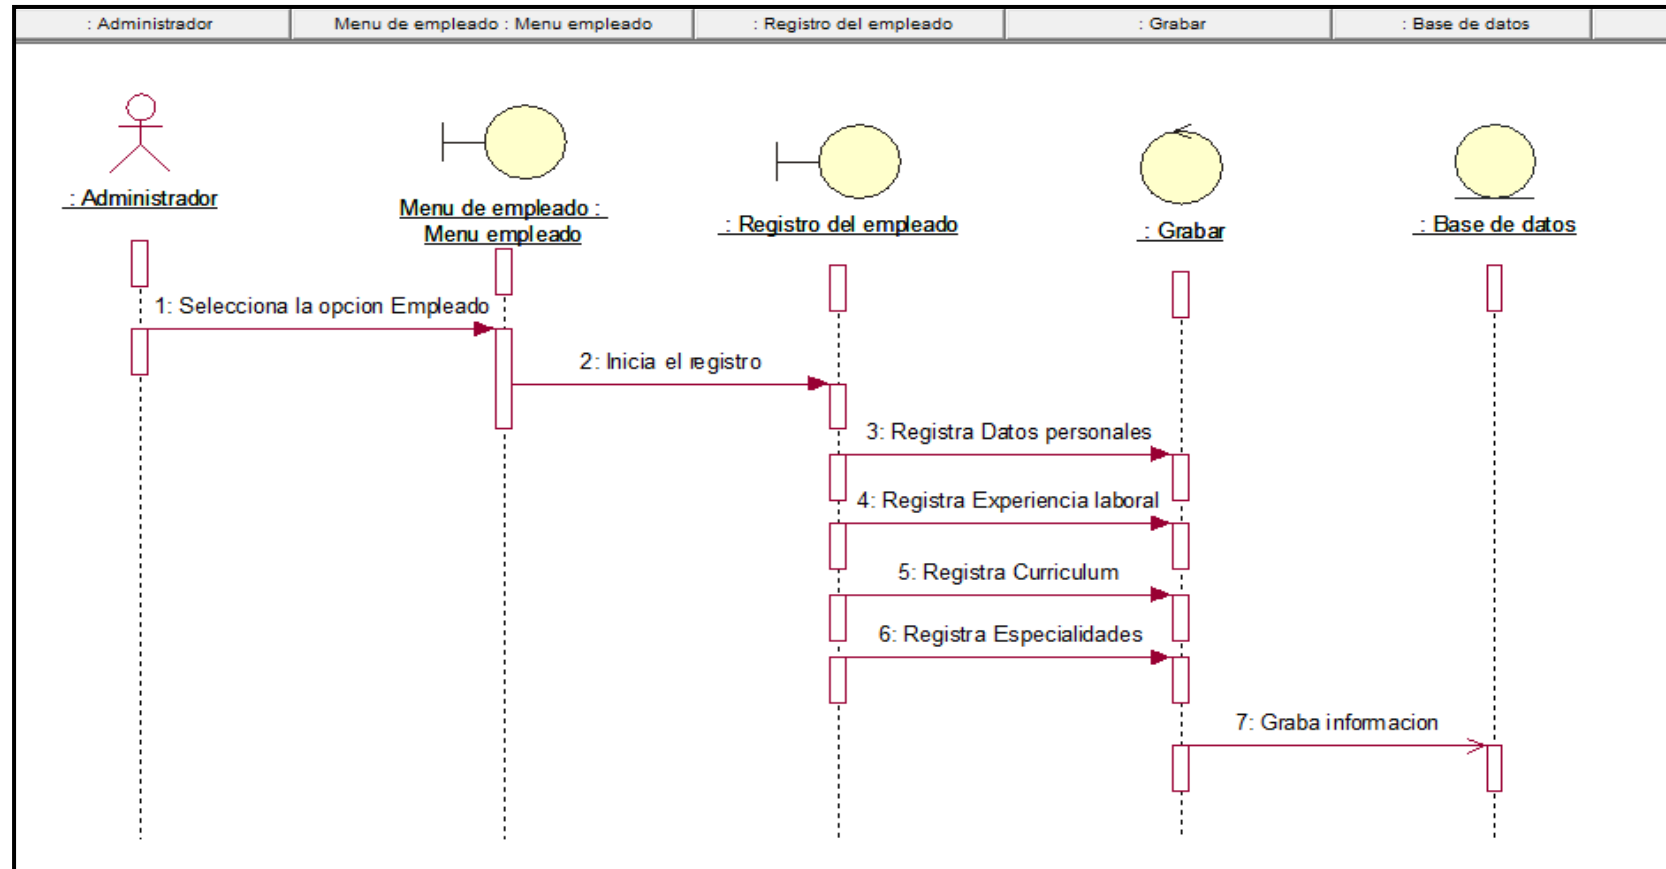 : Administrador
Menu de empleado : Menu empleado
: Registro del empleado
: Grabar
: Base de datos
: Administrador
Menu de empleado :
Menu empleado
: Registro del empleado
: Grabar
: Base de datos
1: Selecciona la opcion Empleado
2: Inicia el registro
3: Registra Datos personales
4: Registra Experiencia laboral
5: Registra Curriculum
6: Registra Especialidades
7: Graba informacion